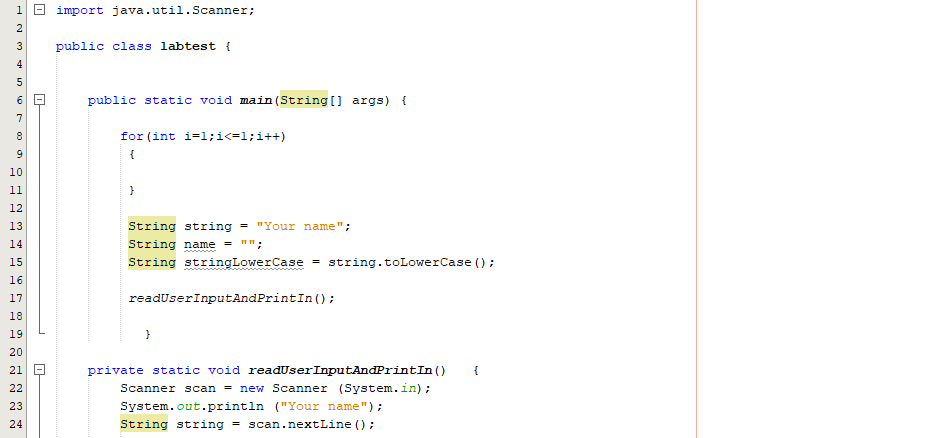 1 import java.util.Scanner;
2
3 public class labtest {
4
5
6 public static void main(String[] args) {
7
8 for(int i=1;i<=1;i++)
9 {
10
11 }
12
13 String string = "Your name";
14 String name = "";
15 String stringLowerCase = string.toLowerCase();
16
17 readUserInputAndPrintIn();
18
19 }
20
21 private static void readUserInputAndPrintIn() {
22 Scanner scan = new Scanner (System.in);
23 System.out.println ("Your name");
24 String string = scan.nextLine();